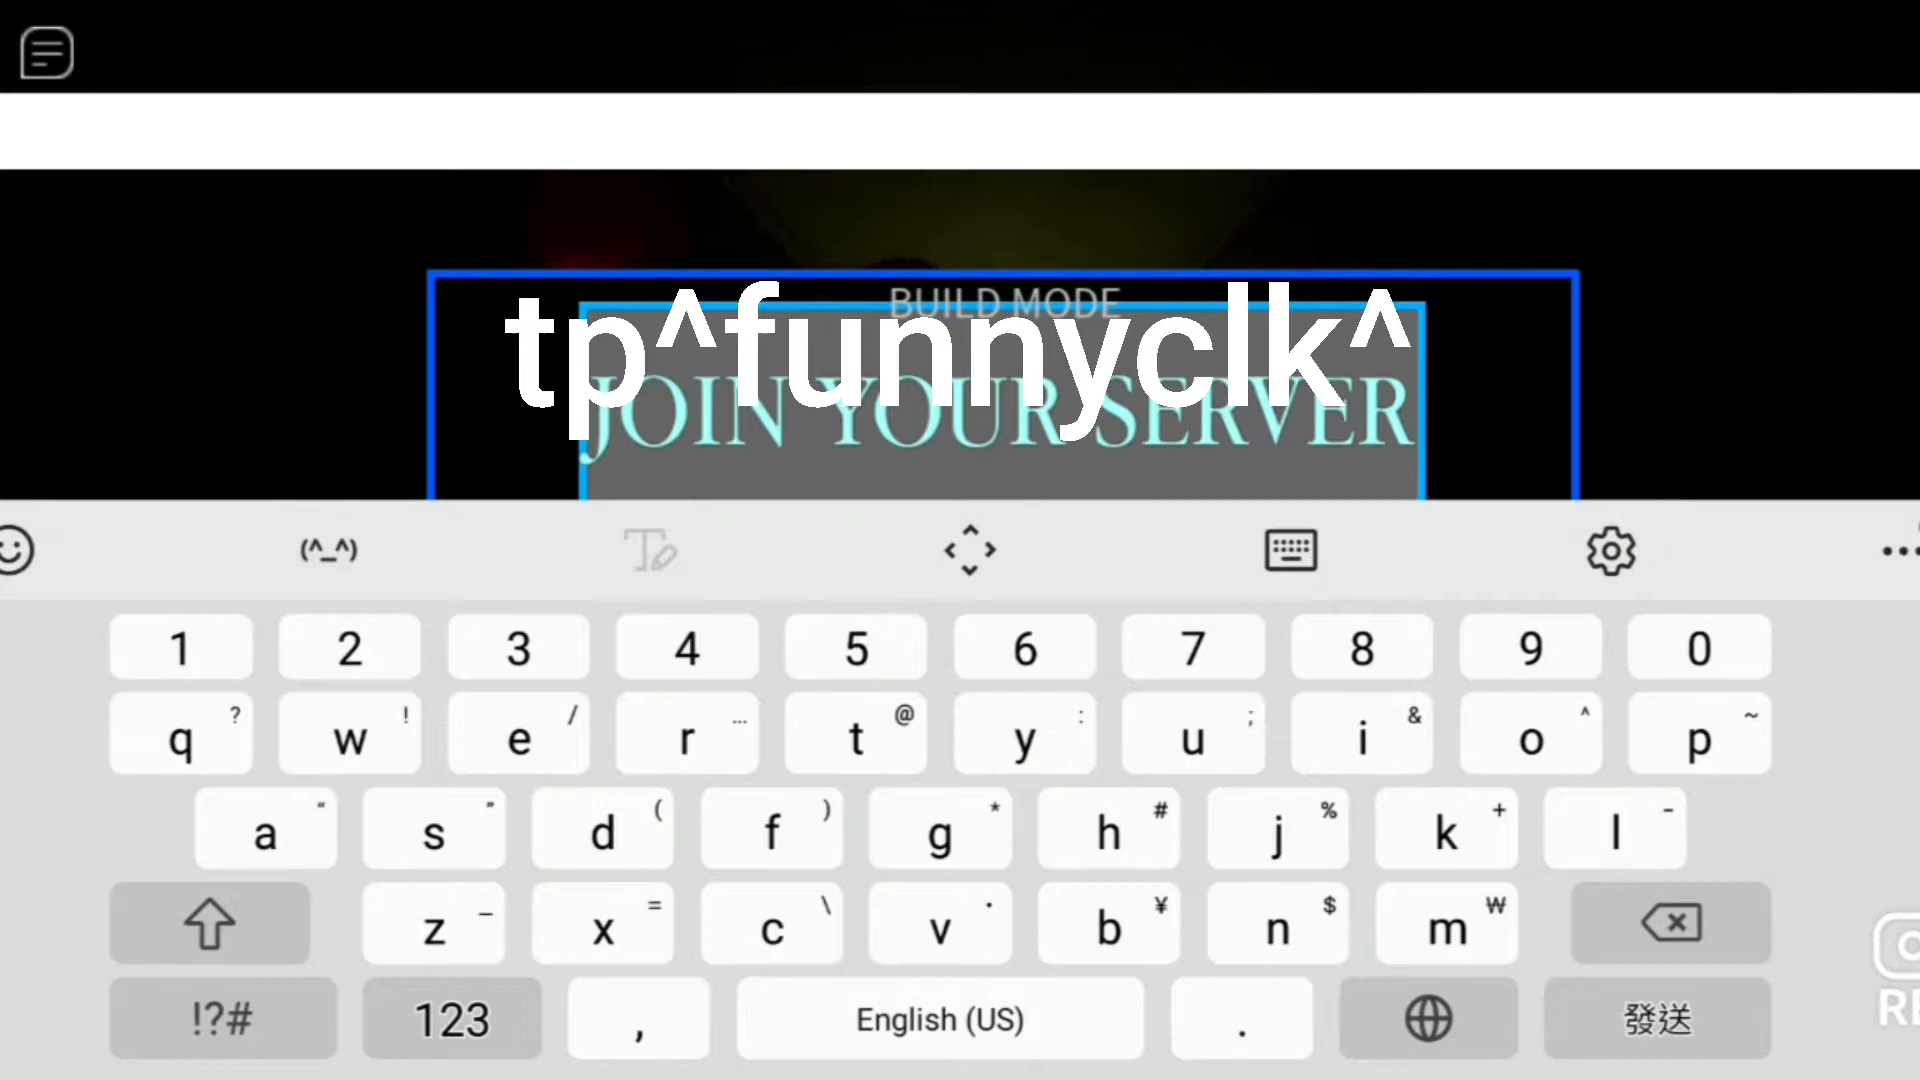 BUILD MODE
tp^funnyclk^
JOIN YOUR SERVER
(^_^)
1 2 3 4 5 6 7 8 9 0
q ? w ! e / r ... t @ y : u ; i & o ^ p ~
a “ s ” d ( f ) g * h # j % k + l -
z _ x = c \ v · b ¥ n $ m ₩
!?# 123 , English (US) . 發送